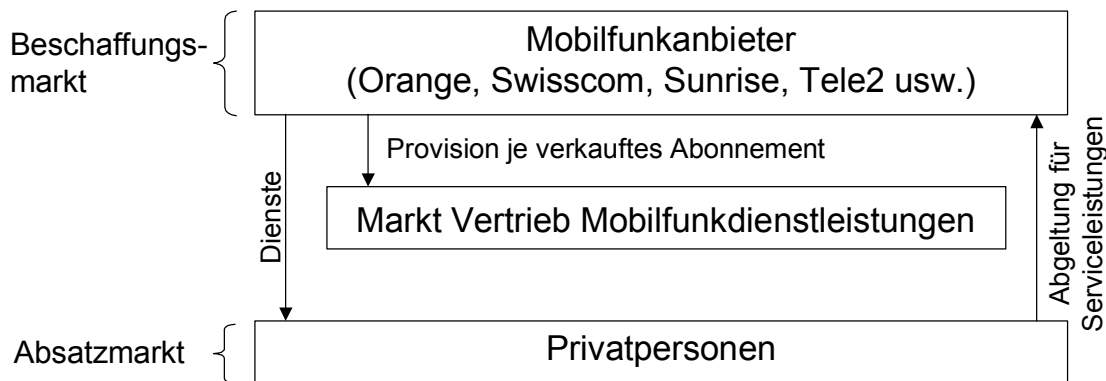 Beschaffungs-
markt
Mobilfunkanbieter
(Orange, Swisscom, Sunrise, Tele2 usw.)
Provision je verkauftes Abonnement
Dienste
Markt Vertrieb Mobilfunkdienstleistungen
Abgeltung für
Serviceleistungen
Absatzmarkt
Privatpersonen